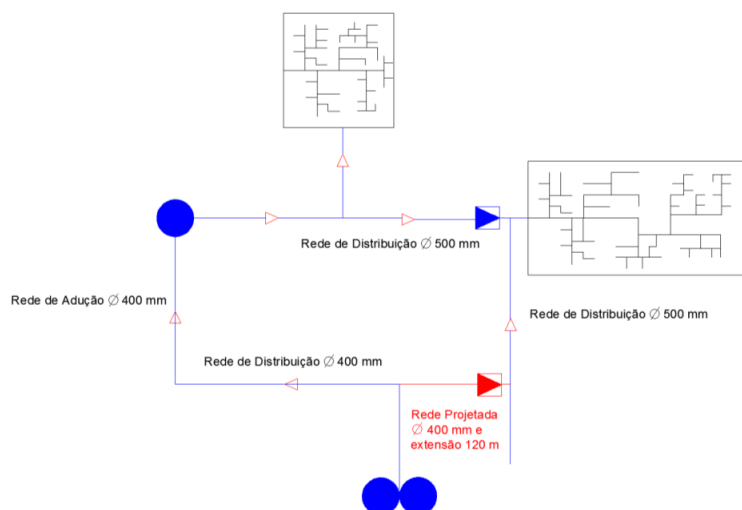 Rede de Distribuição ∅ 500 mm
Rede de Adução ∅ 400 mm
Rede de Distribuição ∅ 500 mm
Rede de Distribuição ∅ 400 mm
Rede Projetada
∅ 400 mm e
extensão 120 m